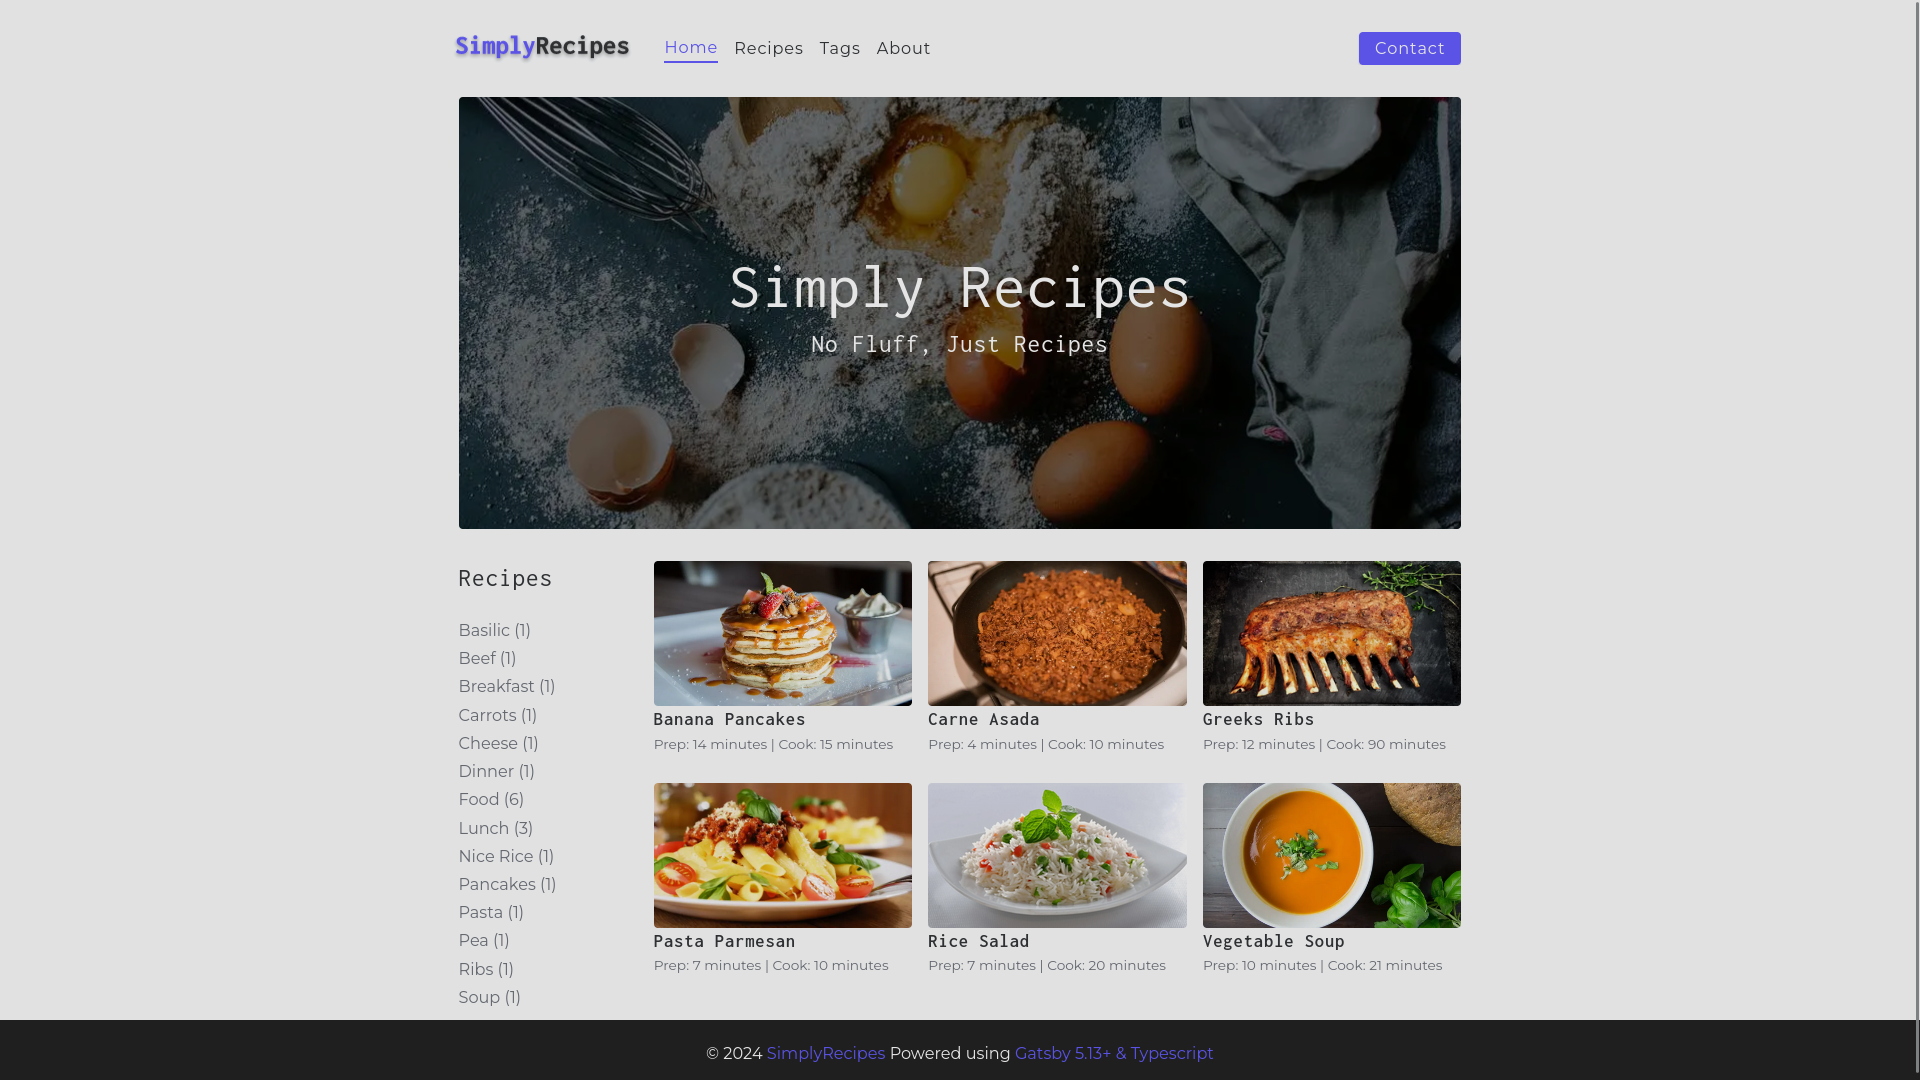 SimplyRecipes Home Recipes Tags About Contact
Simply Recipes
No Fluff, Just Recipes
Recipes
Basilic (1)
Beef (1)
Breakfast (1)
Carrots (1)
Cheese (1)
Dinner (1)
Food (6)
Lunch (3)
Nice Rice (1)
Pancakes (1)
Pasta (1)
Pea (1)
Ribs (1)
Soup (1)
Banana Pancakes
Prep: 14 minutes | Cook: 15 minutes
Carne Asada
Prep: 4 minutes | Cook: 10 minutes
Greeks Ribs
Prep: 12 minutes | Cook: 90 minutes
Pasta Parmesan
Prep: 7 minutes | Cook: 10 minutes
Rice Salad
Prep: 7 minutes | Cook: 20 minutes
Vegetable Soup
Prep: 10 minutes | Cook: 21 minutes
© 2024 SimplyRecipes Powered using Gatsby 5.13+ & Typescript